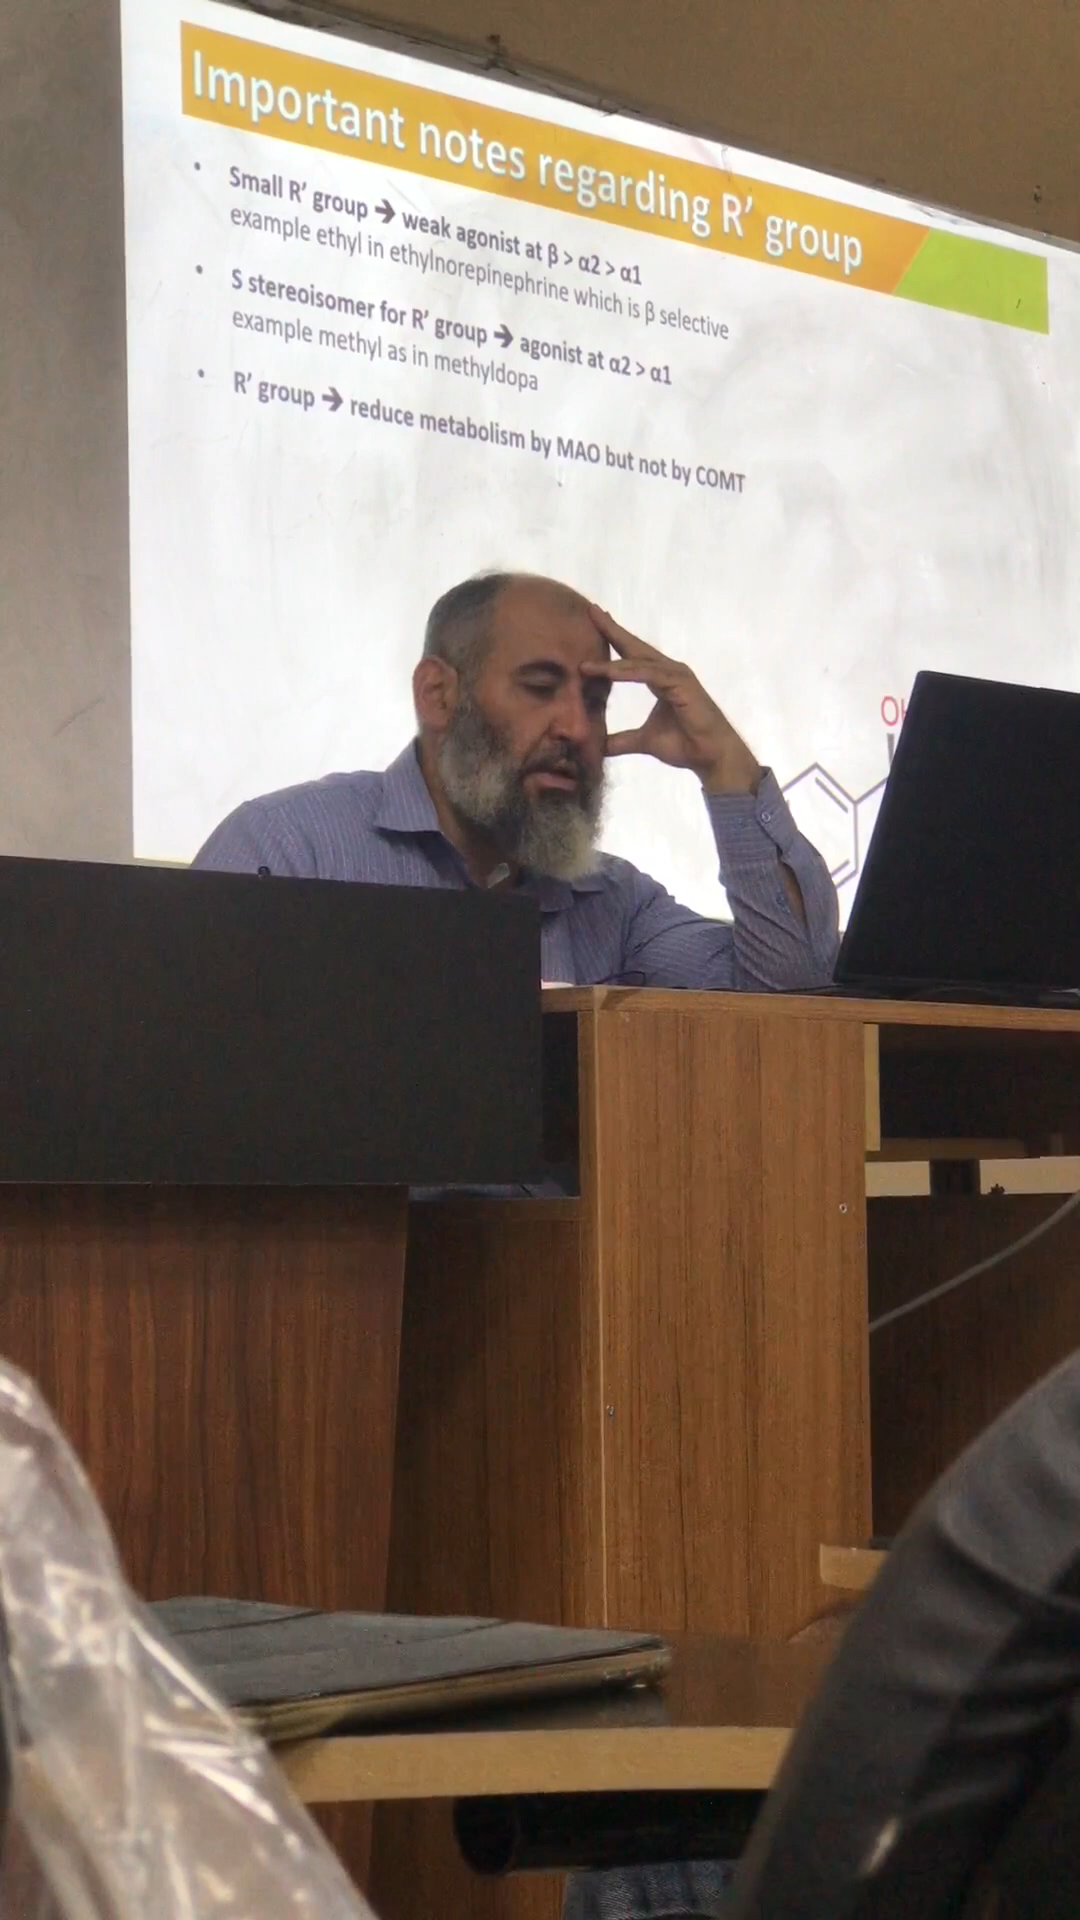 Important notes regarding R' group
• Small R' group ➔ weak agonist at β > α2 > α1
example ethyl in ethylnorepinephrine which is β selective
• S stereoisomer for R' group ➔ agonist at α2 > α1
example methyl as in methyldopa
• R' group ➔ reduce metabolism by MAO but not by COMT